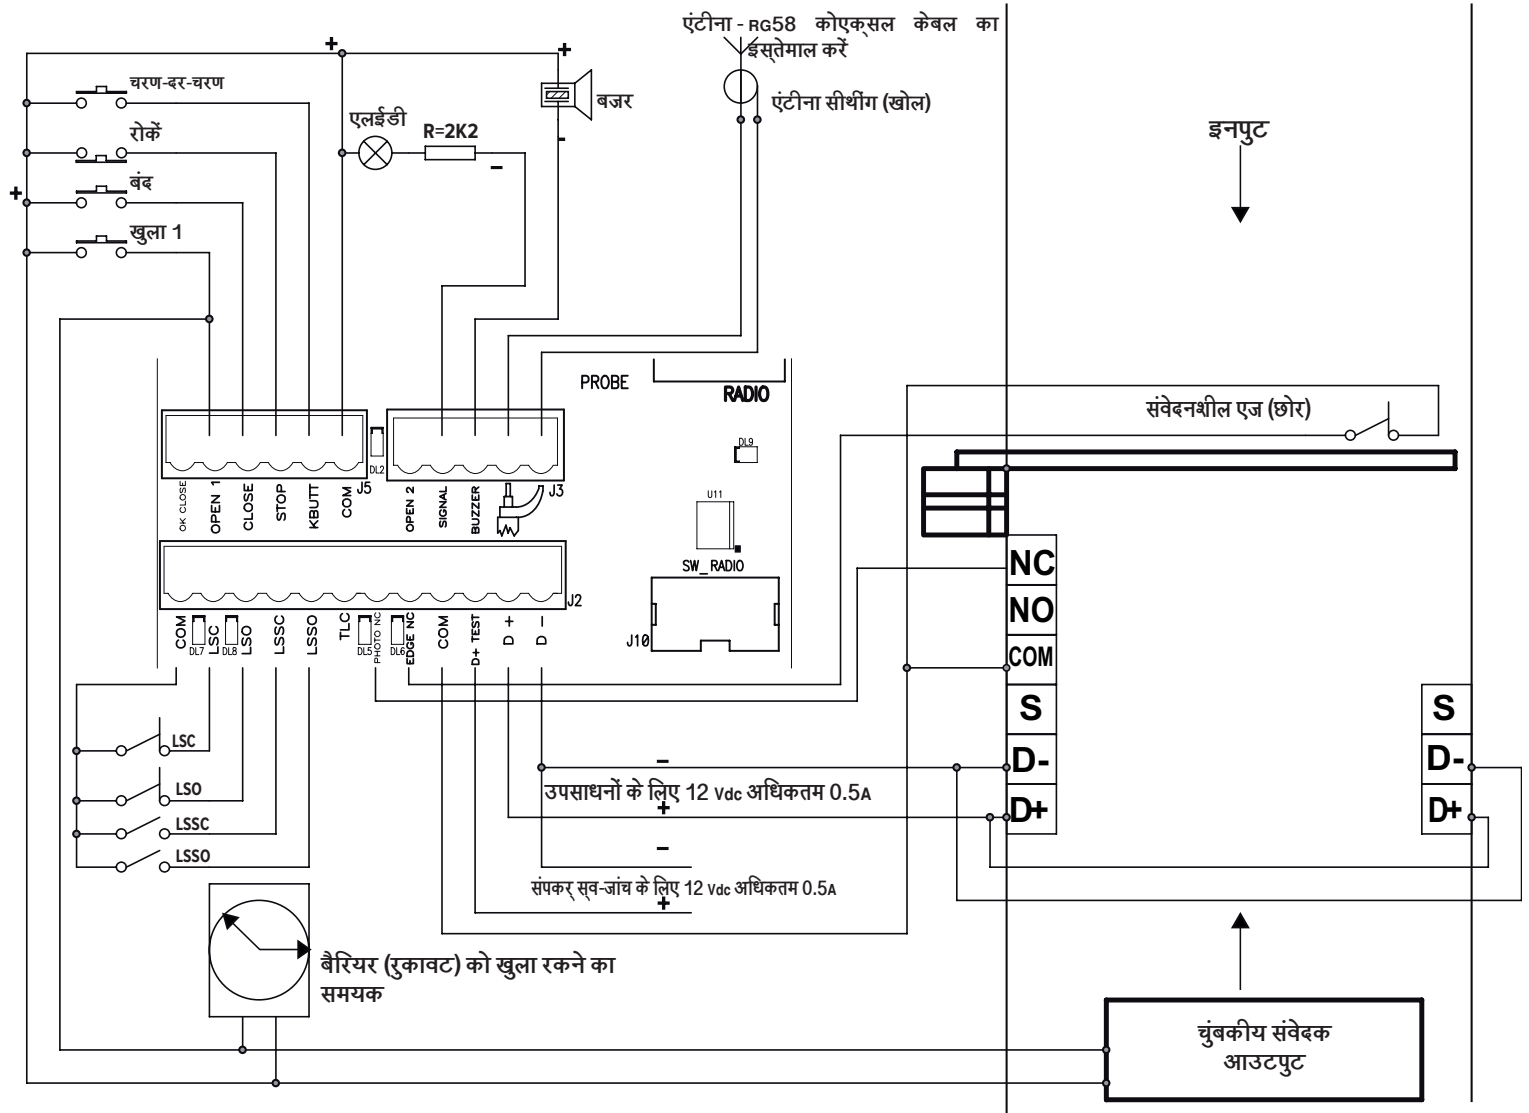 एंटीना - RG58 कोएक्सल केबल का
इस्तेमाल करें
+
+
चरण-दर-चरण
बजर
एंटीना सीथींग (खोल)
एलईडी
R=2K2
रोकें
-
-
इनपुट
+
बंद
खुला 1
PROBE
RADIO
संवेदनशील एज (छोर)
DL9
DL2
J5
J3
OK CLOSE
OPEN 1
CLOSE
STOP
KBUTT
COM
OPEN 2
SIGNAL
BUZZER
U11
SW_RADIO
J2
J10
COM
DL7
LSC
DL8
LSO
LSSC
LSSO
TLC
DL5
PHOTO NC
DL6
EDGE NC
COM
D+ TEST
D +
D -
NC
NO
COM
S
D-
D+
S
D-
D+
LSC
LSO
LSSC
LSSO
-
उपसाधनों के लिए 12 Vdc अधिकतम 0.5A
+
-
संपकर् स्व-जांच के लिए 12 Vdc अधिकतम 0.5A
+
बैरियर (रुकावट) को खुला रकने का
समयक
चुंबकीय संवेदक
आउटपुट